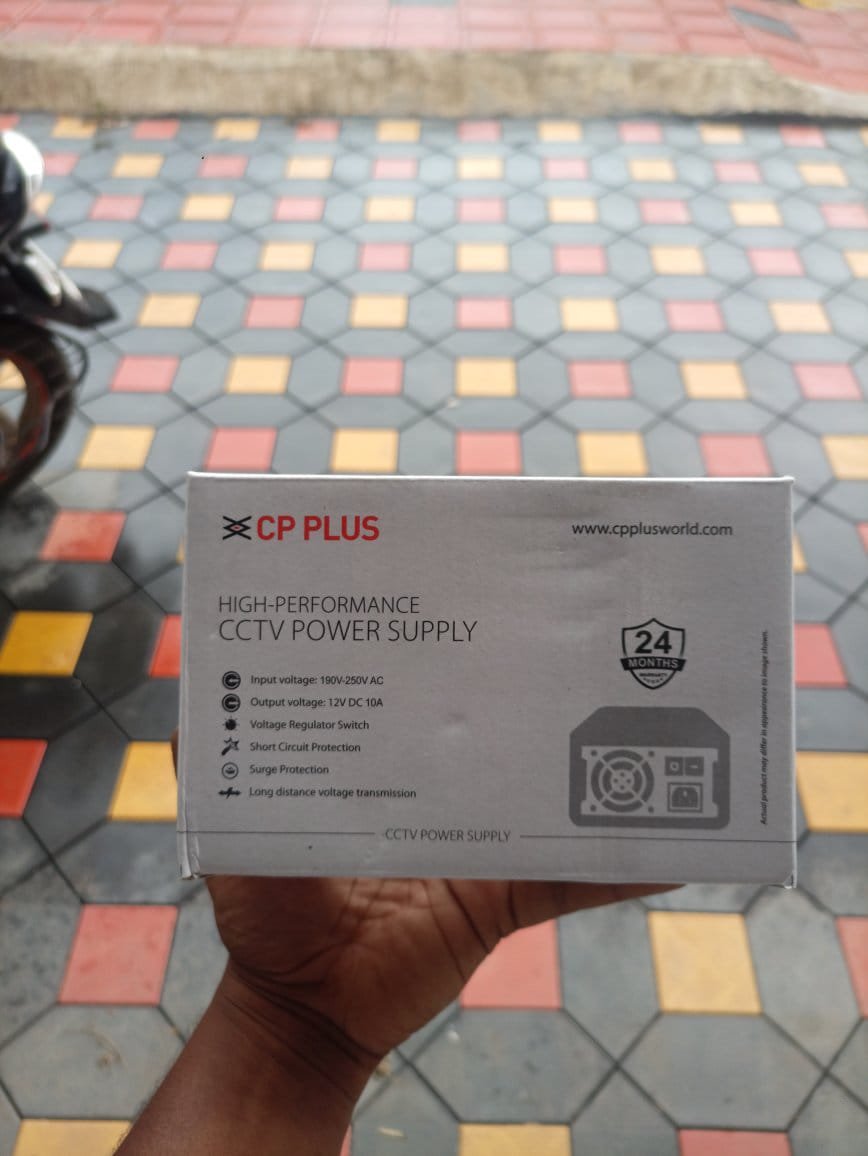 CP PLUS
www.cpplusworld.com
HIGH-PERFORMANCE
CCTV POWER SUPPLY
24
MONTHS
WARRANTY
Input voltage: 190V-250V AC
Output voltage: 12V DC 10A
Voltage Regulator Switch
Short Circuit Protection
Surge Protection
Long distance voltage transmission
Actual product may differ in appearance to image shown.
CCTV POWER SUPPLY